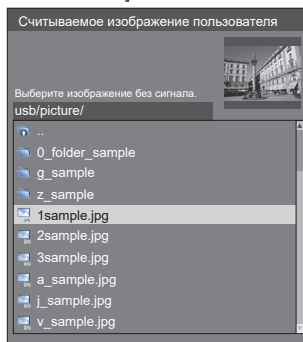 Считываемое изображение пользователя
Выберите изображение без сигнала.
usb/picture/
..
0_folder_sample
g_sample
z_sample
1sample.jpg
2sample.jpg
3sample.jpg
a_sample.jpg
j_sample.jpg
v_sample.jpg